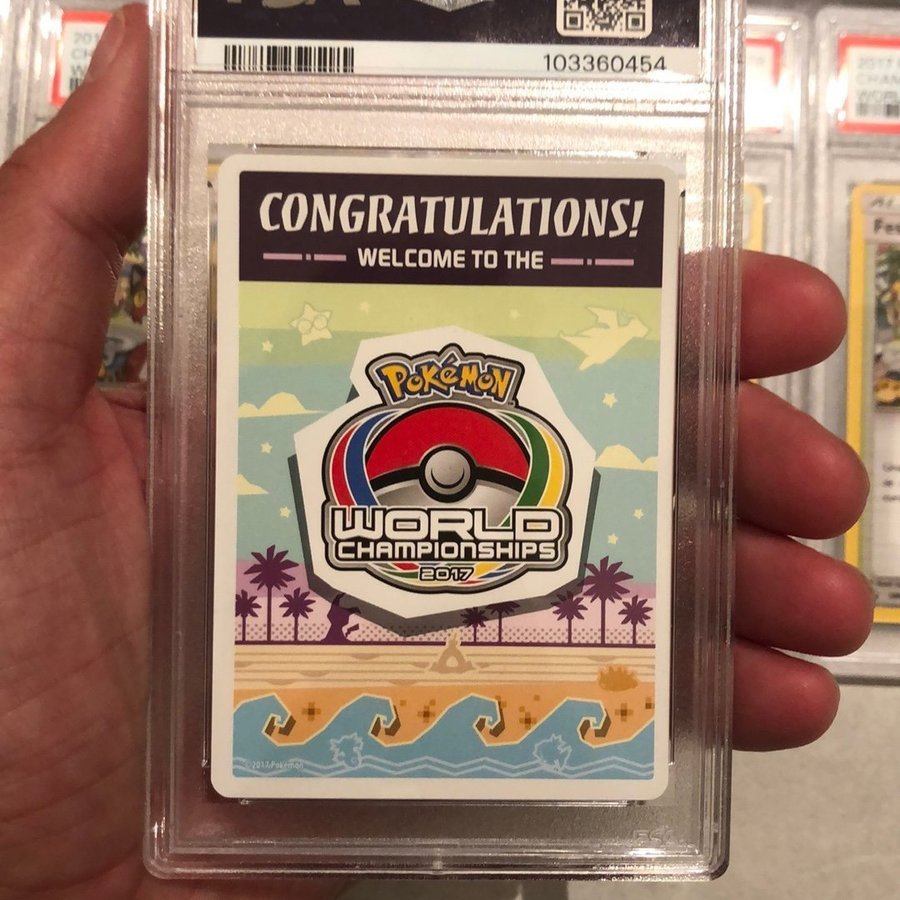 103360454
CONGRATULATIONS!
WELCOME TO THE
POKéMON
WORLD
CHAMPIONSHIPS
2017
©2017 Pokémon